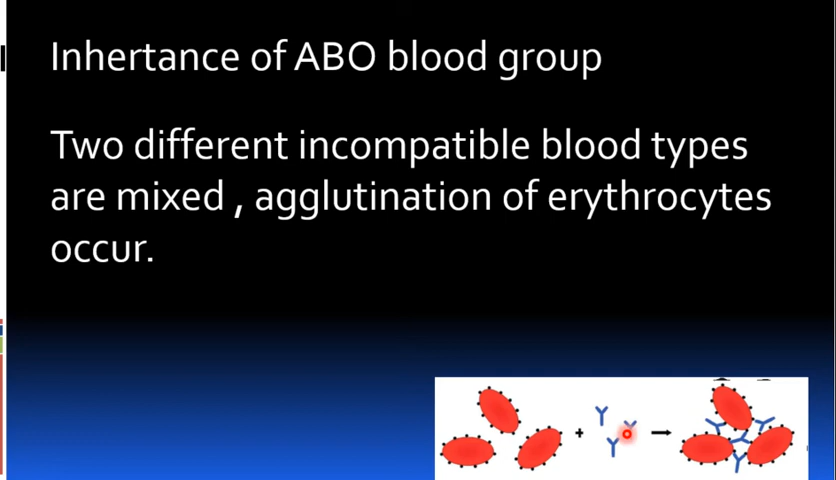 Inhertance of ABO blood group
Two different incompatible blood types
are mixed , agglutination of erythrocytes
occur.
+